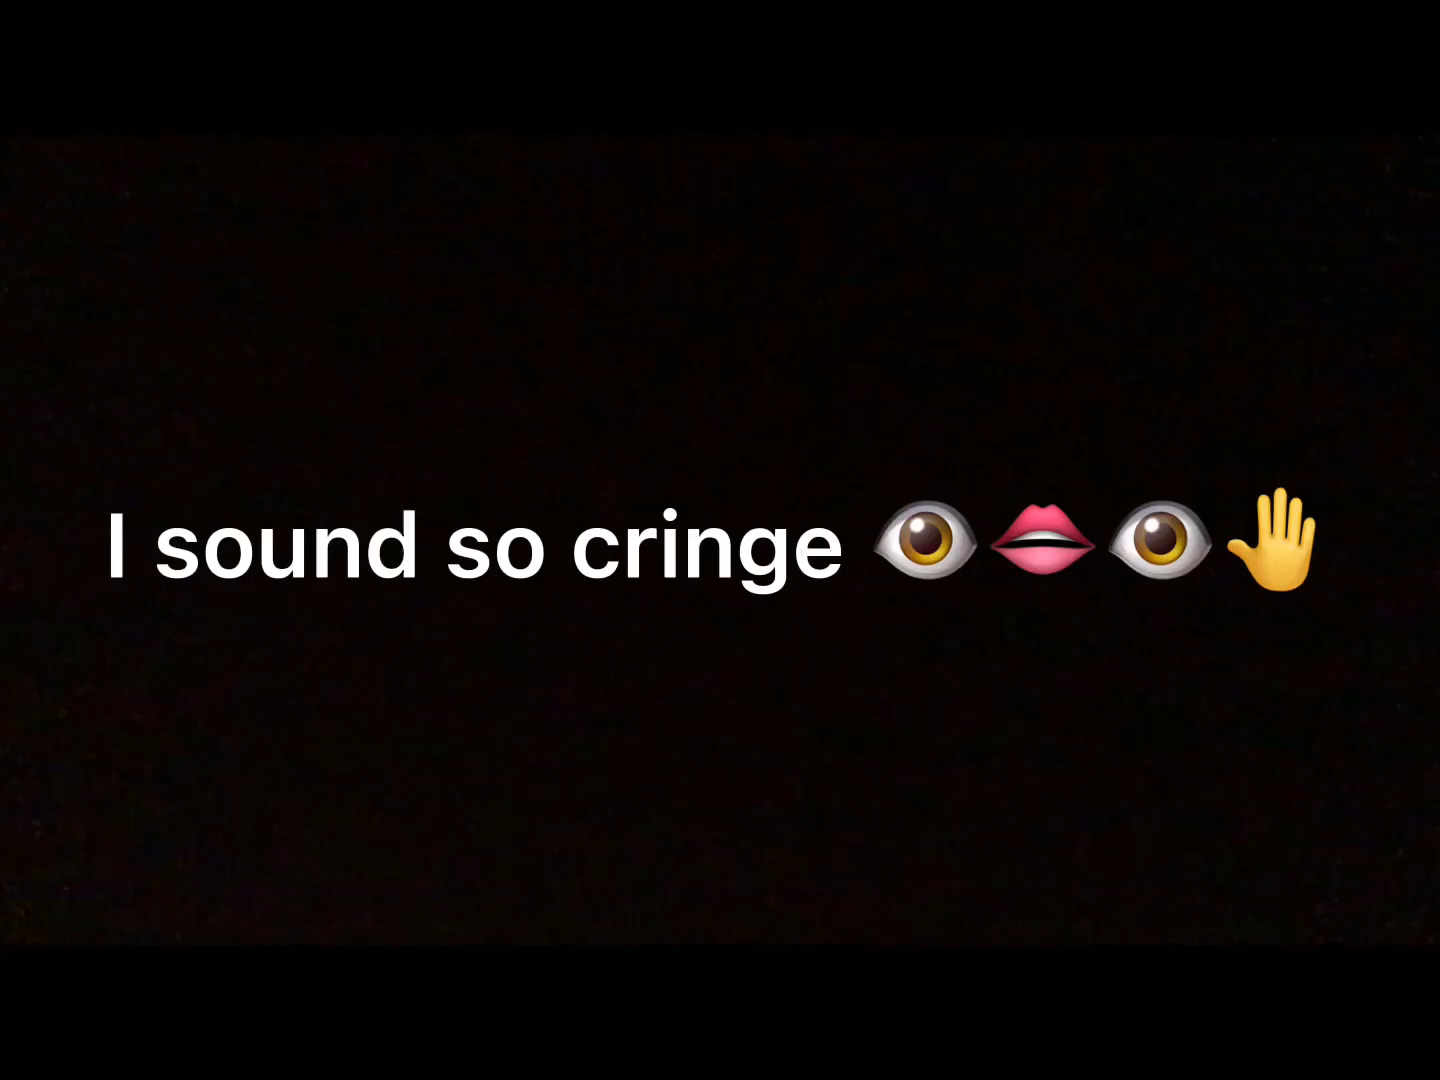 I sound so cringe 👁👄👁🤚